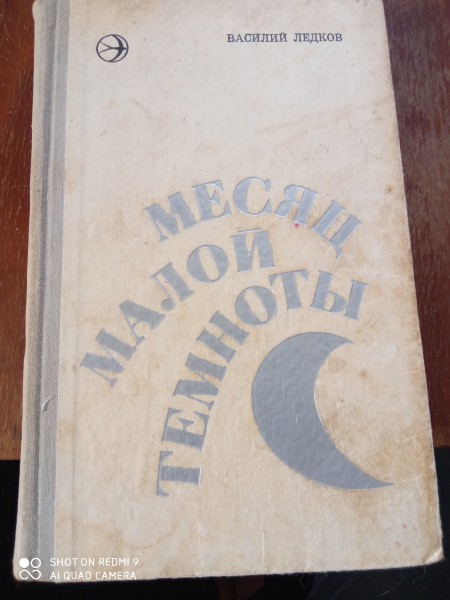 ВАСИЛИЙ ЛЕДКОВ
МЕСЯЦ
МАЛОЙ
ТЕМНОТЫ
SHOT ON REDMI 9
AI QUAD CAMERA